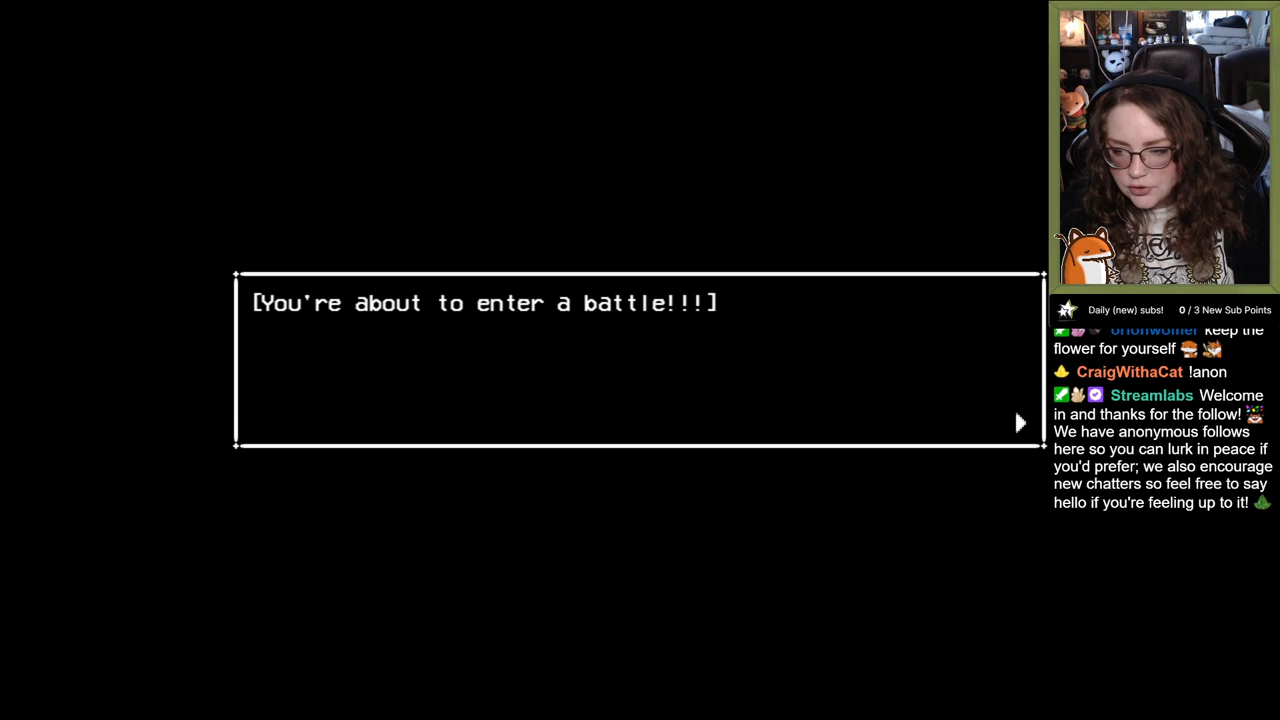 [You're about to enter a battle!!!]
Daily (new) subs! 0 / 3 New Sub Points
orionwolfier keep the
flower for yourself
CraigWithaCat !anon
Streamlabs Welcome
in and thanks for the follow!
We have anonymous follows
here so you can lurk in peace if
you'd prefer; we also encourage
new chatters so feel free to say
hello if you're feeling up to it!